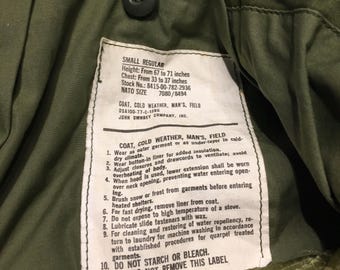 SMALL REGULAR
Height: From 67 to 71 inches
Chest: From 33 to 37 inches
Stock No. 8415-00-782-2936
NATO SIZE 7080/9494
COAT, COLD WEATHER, MAN'S, FIELD
JOHN OWNBEY COMPANY, INC.
COAT, COLD WEATHER, MAN'S, FIELD
1. Wear as outer garment or as under-layer in cold-
dry climate.
2. Wear button-in liner for added insulation.
3. Adjust closures and drawcords to ventilate; avoid
overheating of body.
4. When hood is used, lower extension shall be worn
over neck opening, preventing water entering
opening.
5. Brush snow or frost from garments before entering
heated shelters.
6. For fast drying, remove liner from coat.
7. Do not expose to high temperature of a stove.
8. Lubricate slide fasteners with wax.
9. For cleaning and restoring of water repellency, re-
turn to laundry for machine washing in accordance
with established procedures for quarpel treated
garments.
10. DO NOT STARCH OR BLEACH.
NOT REMOVE THIS LABEL